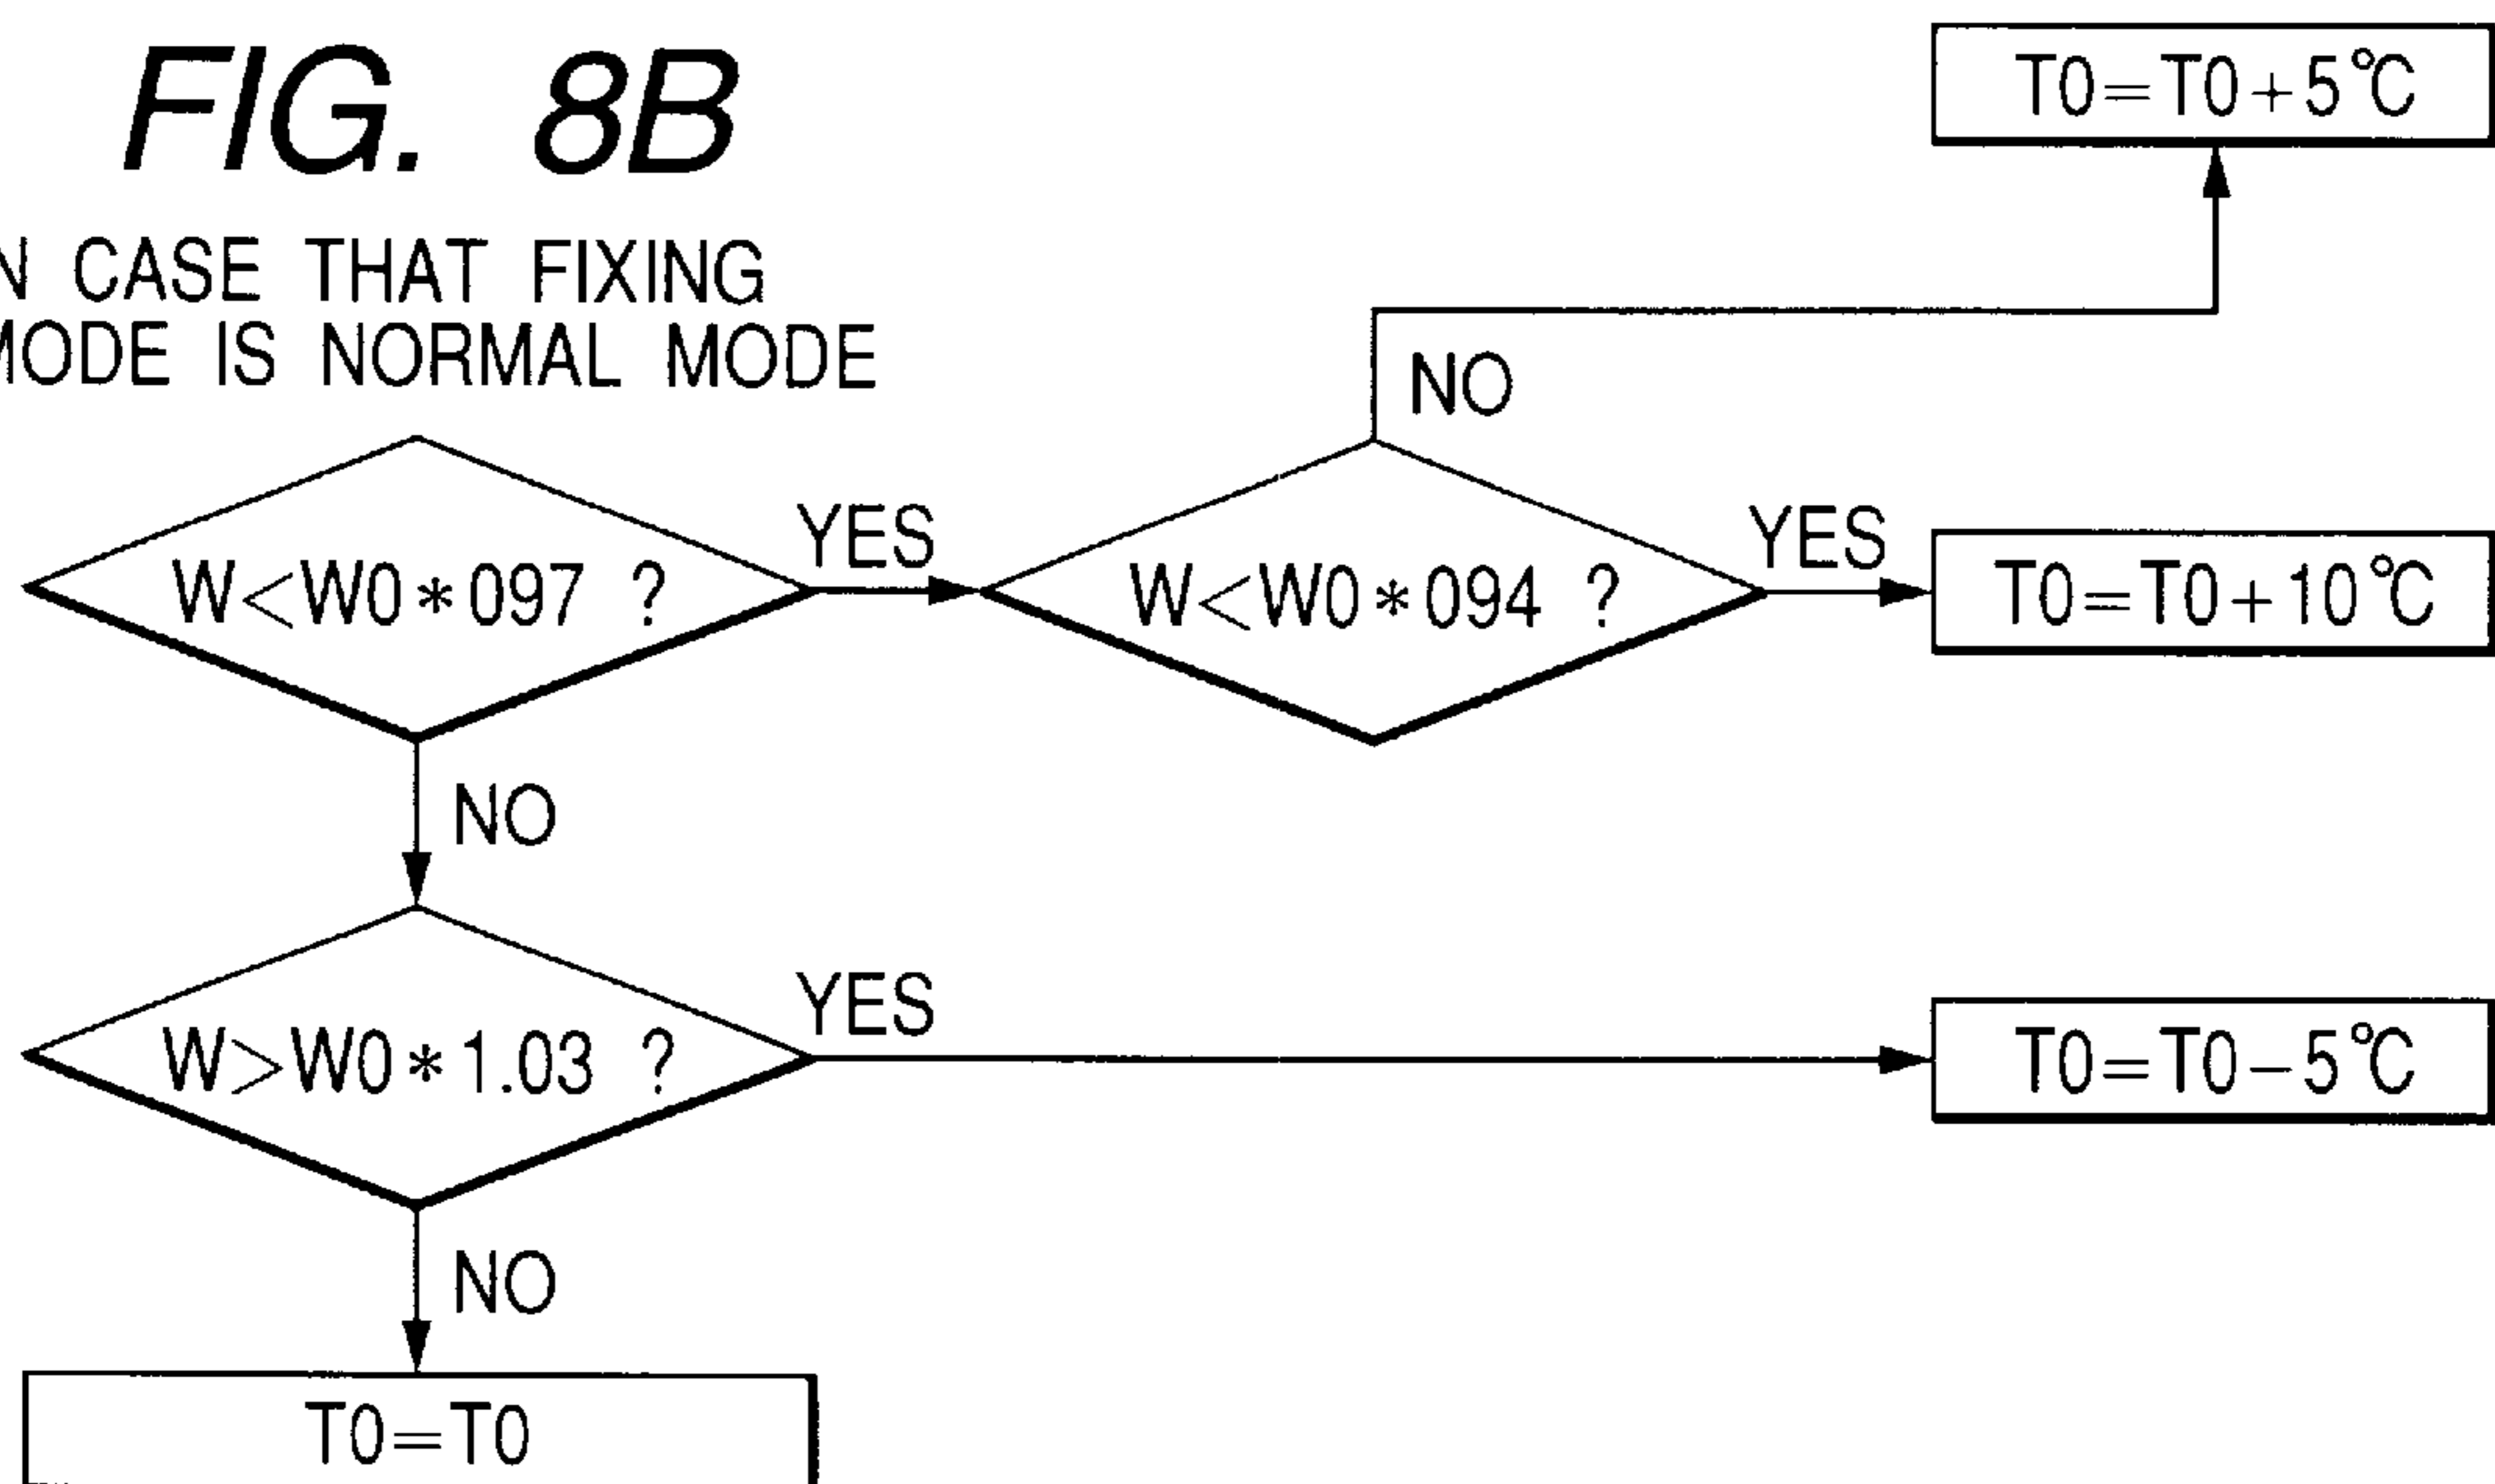 FIG. 8B
N CASE THAT FIXING
MODE IS NORMAL MODE
T0=T0+5℃
NO
W<W0*097 ?
YES
W<W0*094 ?
YES
T0=T0+10℃
NO
W>W0*1.03 ?
YES
T0=T0-5℃
NO
T0=T0